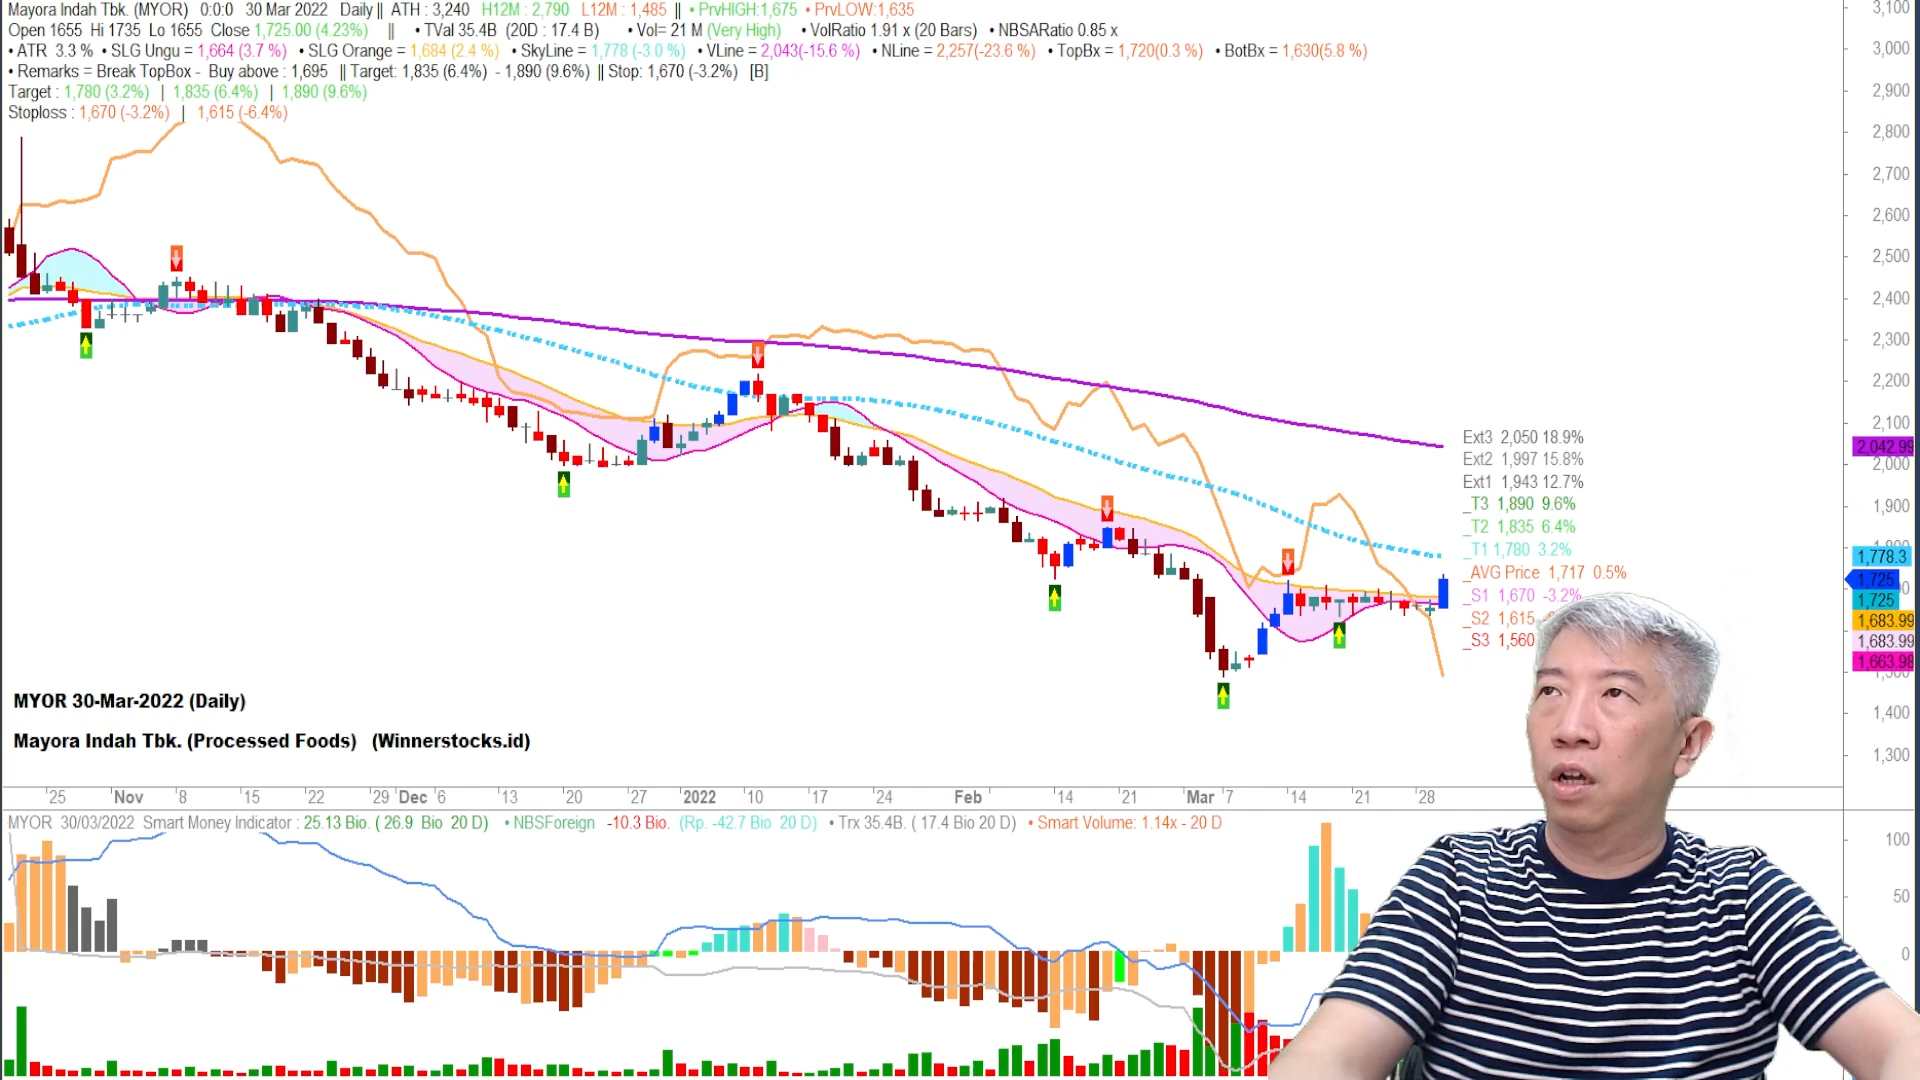 Mayora Indah Tbk. (MYOR) 0:0:0 30 Mar 2022 Daily || ATH : 3,240 H12M : 2,790 L12M : 1,485 || • PrvHIGH:1,675 • PrvLOW:1,635
Open 1655 Hi 1735 Lo 1655 Close 1,725.00 (4.23%) || • TVal 35.4B (20D : 17.4 B) • Vol= 21 M (Very High) • VolRatio 1.91 x (20 Bars) • NBSARatio 0.85 x
• ATR 3.3 % • SLG Ungu = 1,664 (3.7 %) • SLG Orange = 1,684 (2.4 %) • SkyLine = 1,778 (-3.0 %) • VLine = 2,043(-15.6 %) • NLine = 2,257(-23.6 %) • TopBx = 1,720(0.3 %) • BotBx = 1,630(5.8 %)
• Remarks = Break TopBox - Buy above : 1,695 || Target: 1,835 (6.4%) - 1,890 (9.6%) || Stop: 1,670 (-3.2%) [B]
Target : 1,780 (3.2%) | 1,835 (6.4%) | 1,890 (9.6%)
Stoploss : 1,670 (-3.2%) | 1,615 (-6.4%)
3,100
3,000
2,900
2,800
2,700
2,600
2,500
2,400
2,300
2,200
2,100
2,042.99
2,000
1,900
1,778.3
1,725
1,725
1,683.99
1,683.99
1,663.98
1,400
1,300
Ext3 2,050 18.9%
Ext2 1,997 15.8%
Ext1 1,943 12.7%
_T3 1,890 9.6%
_T2 1,835 6.4%
_T1 1,780 3.2%
_AVG Price 1,717 0.5%
_S1 1,670 -3.2%
_S2 1,615
_S3 1,560
MYOR 30-Mar-2022 (Daily)
Mayora Indah Tbk. (Processed Foods) (Winnerstocks.id)
25 Nov 8 15 22 29 Dec 6 13 20 27 2022 10 17 24 Feb 14 21 Mar 7 14 21 28
MYOR 30/03/2022 Smart Money Indicator : 25.13 Bio. ( 26.9 Bio 20 D) • NBSForeign -10.3 Bio. (Rp. -42.7 Bio 20 D) • Trx 35.4B. ( 17.4 Bio 20 D) • Smart Volume: 1.14x - 20 D
100
50
0